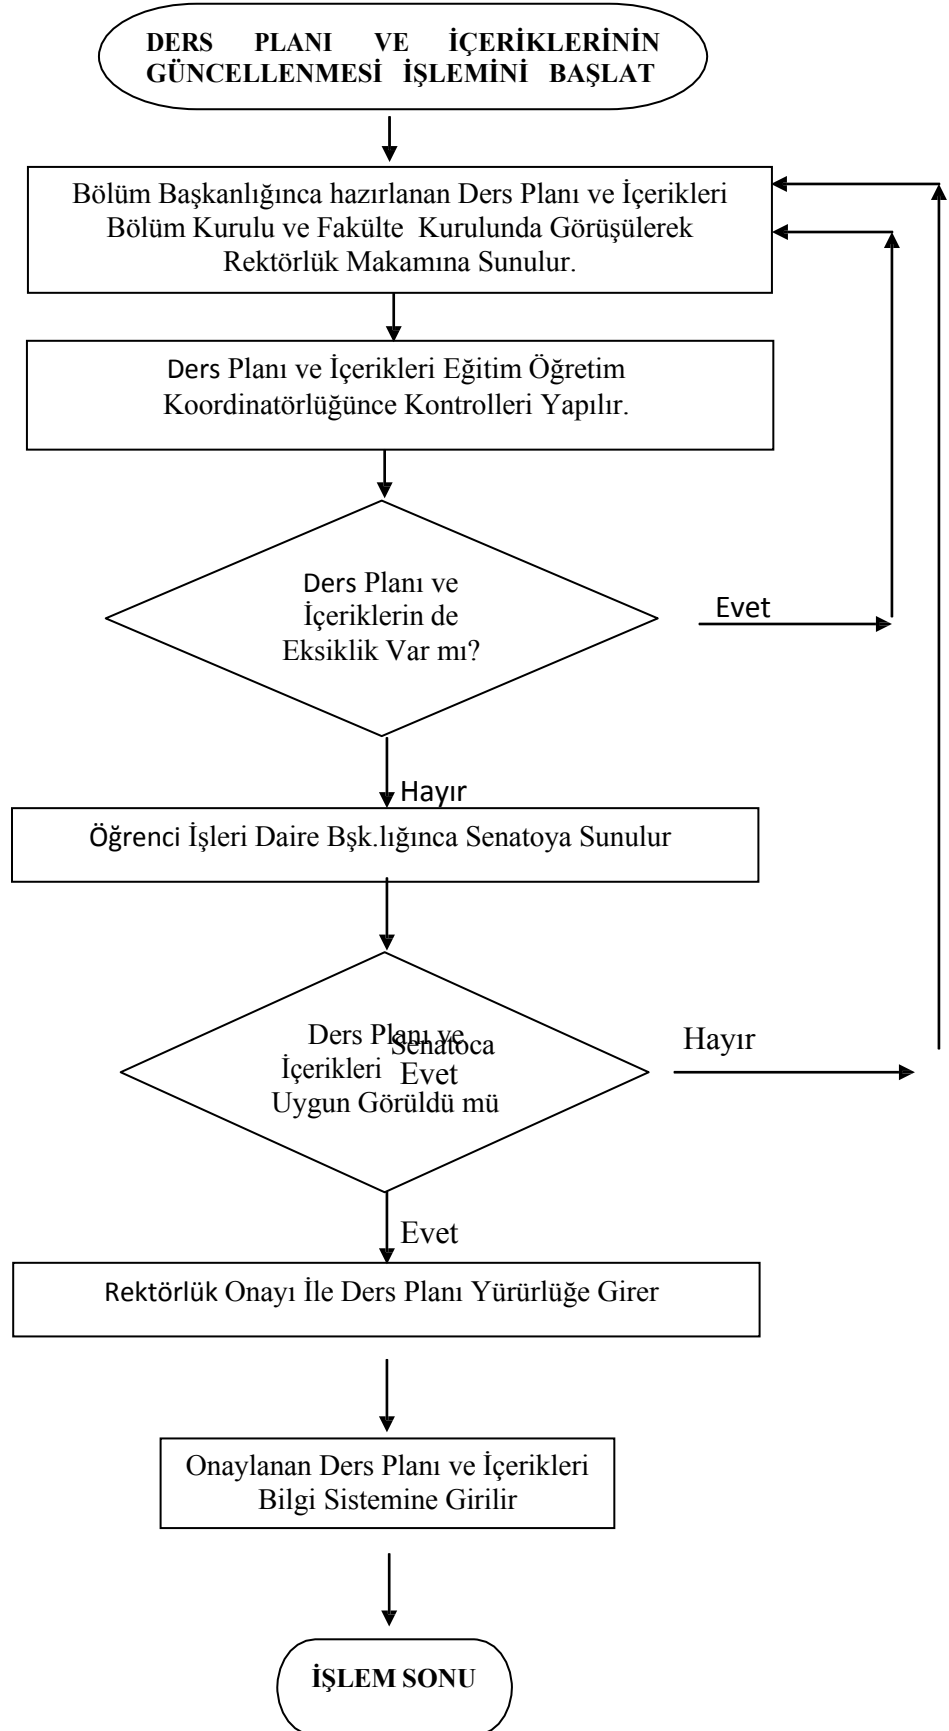 DERS PLANI VE İÇERİKLERİNİN
GÜNCELLENMESİ İŞLEMİNİ BAŞLAT
Bölüm Başkanlığınca hazırlanan Ders Planı ve İçerikleri
Bölüm Kurulu ve Fakülte Kurulunda Görüşülerek
Rektörlük Makamına Sunulur.
Ders Planı ve İçerikleri Eğitim Öğretim
Koordinatörlüğünce Kontrolleri Yapılır.
Ders Planı ve
İçeriklerin de
Eksiklik Var mı?
Evet
Hayır
Öğrenci İşleri Daire Bşk.lığınca Senatoya Sunulur
Ders Planı ve
Senatoca
İçerikleri
Evet
Uygun Görüldü mü
Hayır
Evet
Rektörlük Onayı İle Ders Planı Yürürlüğe Girer
Onaylanan Ders Planı ve İçerikleri
Bilgi Sistemine Girilir
İŞLEM SONU